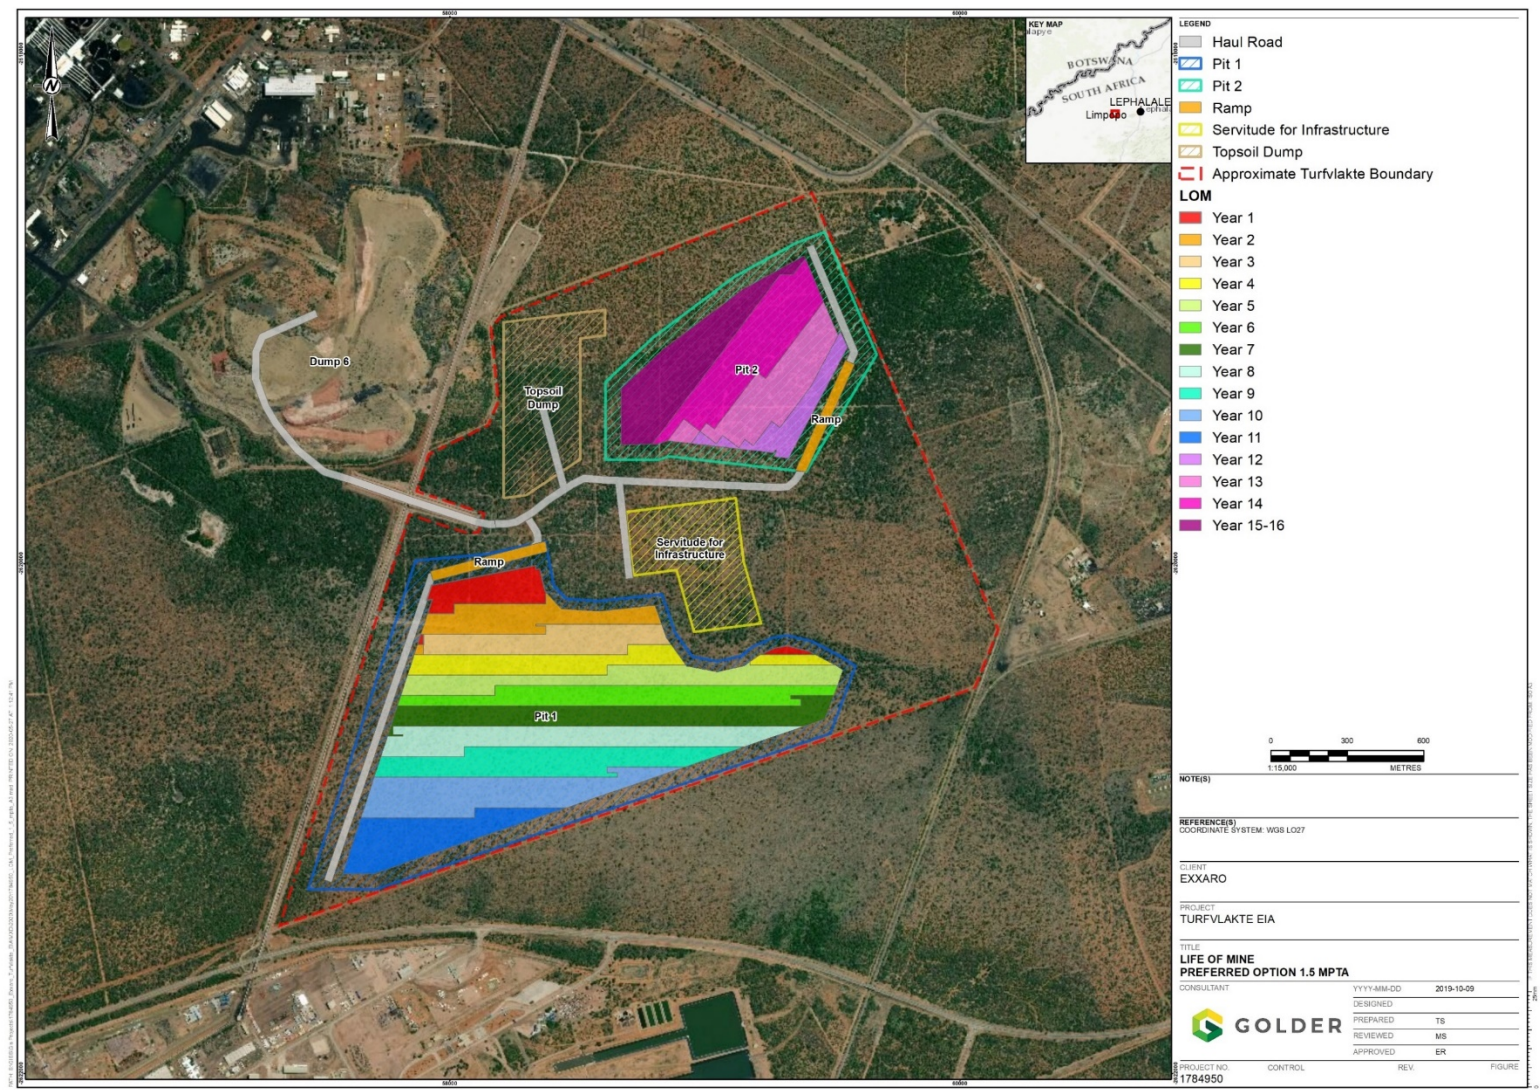 58000
60000
N
KEY MAP
BOTSWANA
SOUTH AFRICA
LEPHALALE
Limpopo
Dump 6
Topsoil
Dump
Pit 2
Ramp
Servitude for
Infrastructure
Ramp
Pit 1
58000
60000
LEGEND
Haul Road
Pit 1
Pit 2
Ramp
Servitude for Infrastructure
Topsoil Dump
Approximate Turfvlakte Boundary
LOM
Year 1
Year 2
Year 3
Year 4
Year 5
Year 6
Year 7
Year 8
Year 9
Year 10
Year 11
Year 12
Year 13
Year 14
Year 15-16
0 300 600
1:15,000 METRES
NOTE(S)
REFERENCE(S)
COORDINATE SYSTEM: WGS LO27
CLIENT
EXXARO
PROJECT
TURFVLAKTE EIA
TITLE
LIFE OF MINE
PREFERRED OPTION 1.5 MPTA
CONSULTANT
YYYY-MM-DD 2019-10-09
DESIGNED
PREPARED TS
REVIEWED MS
APPROVED ER
GOLDER
PROJECT NO. CONTROL REV. FIGURE
1784950